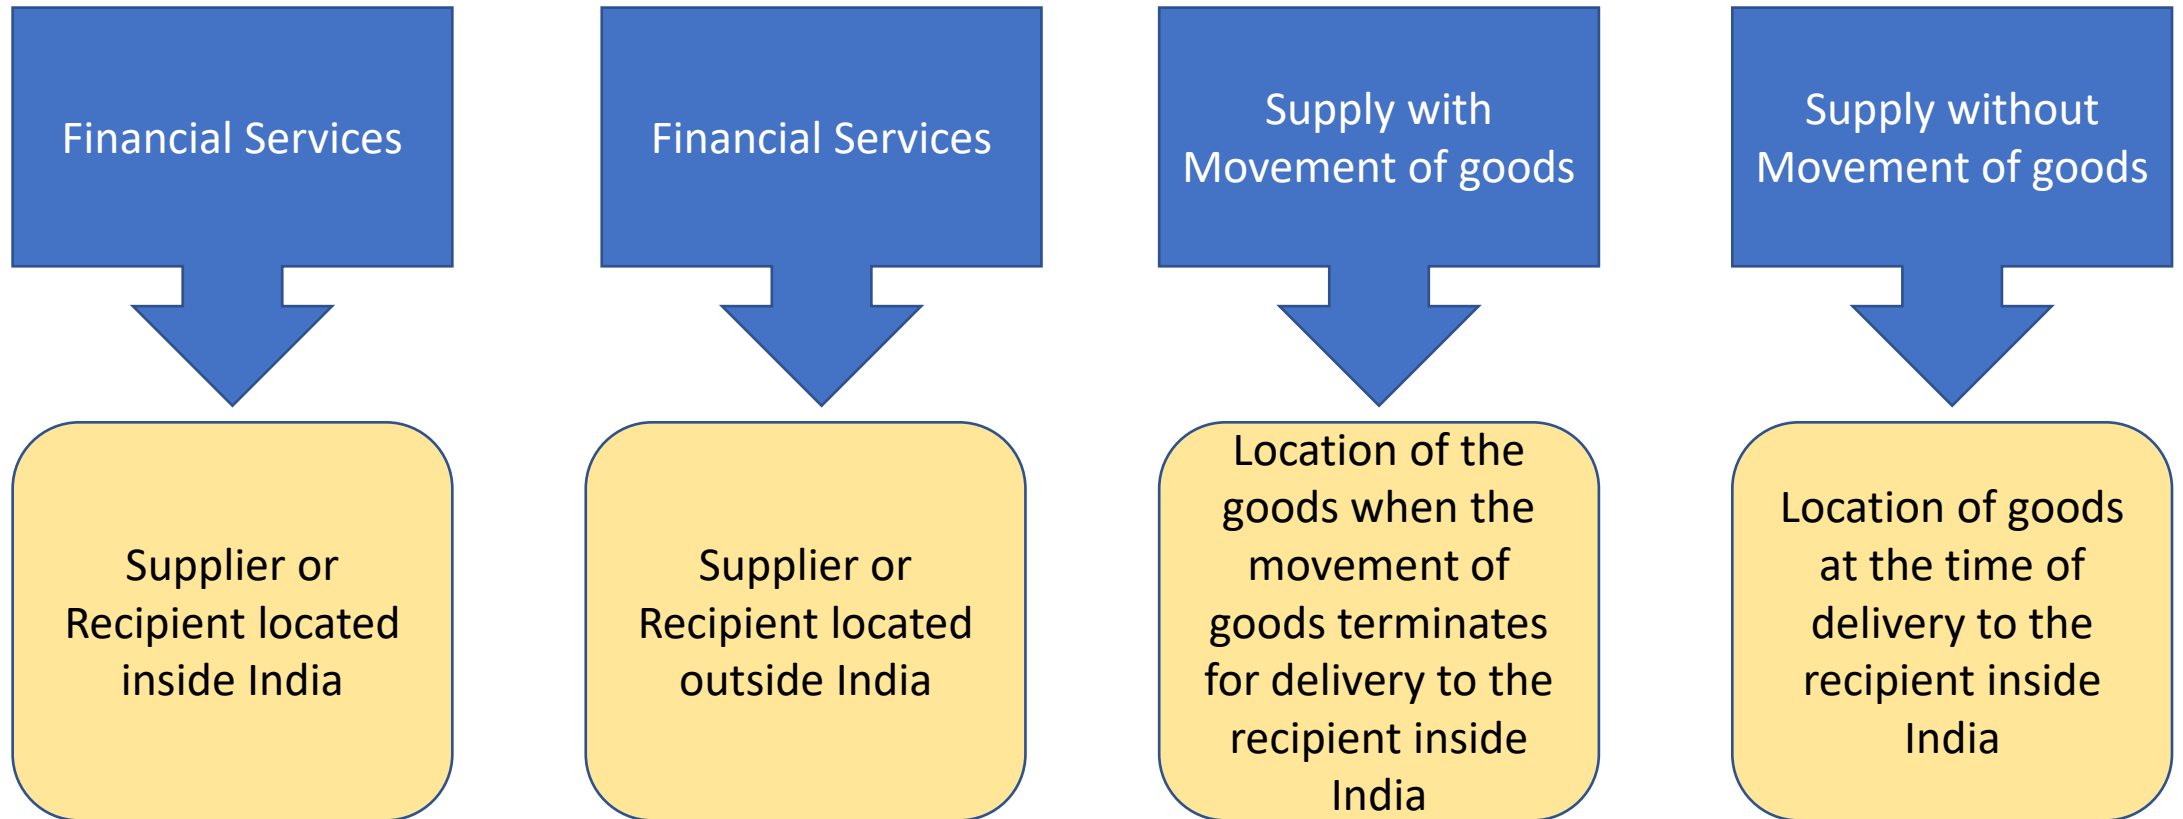 Financial Services
Financial Services
Supply with
Movement of goods
Supply without
Movement of goods
Supplier or
Recipient located
inside India
Supplier or
Recipient located
outside India
Location of the
goods when the
movement of
goods terminates
for delivery to the
recipient inside
India
Location of goods
at the time of
delivery to the
recipient inside
India